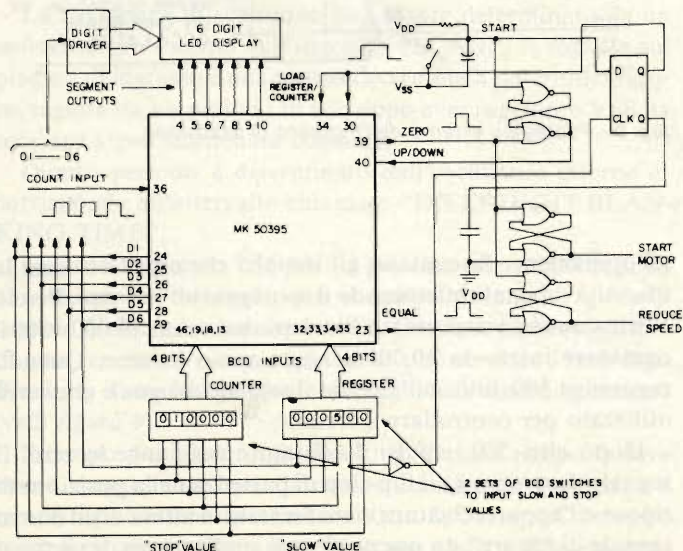 DIGIT
DRIVER
6 DIGIT
LED DISPLAY
SEGMENT
OUTPUTS
LOAD
REGISTER/
COUNTER
VDD
START
VSS
D Q
CLK Q
4 5 6 7 8 9 10
34 30
39
ZERO
40
UP/DOWN
D1 D6
COUNT INPUT
36
MK 50395
D1
24
D2
25
D3
26
D4
27
D5
28
D6
29
START
MOTOR
VDD
REDUCE
SPEED
EQUAL
23
46,19,18,13
32,33,34,35
4 BITS
BCD INPUTS
4 BITS
COUNTER
REGISTER
010000
000500
2 SETS OF BCD SWITCHES
TO INPUT SLOW AND STOP
VALUES
"STOP" VALUE
"SLOW" VALUE